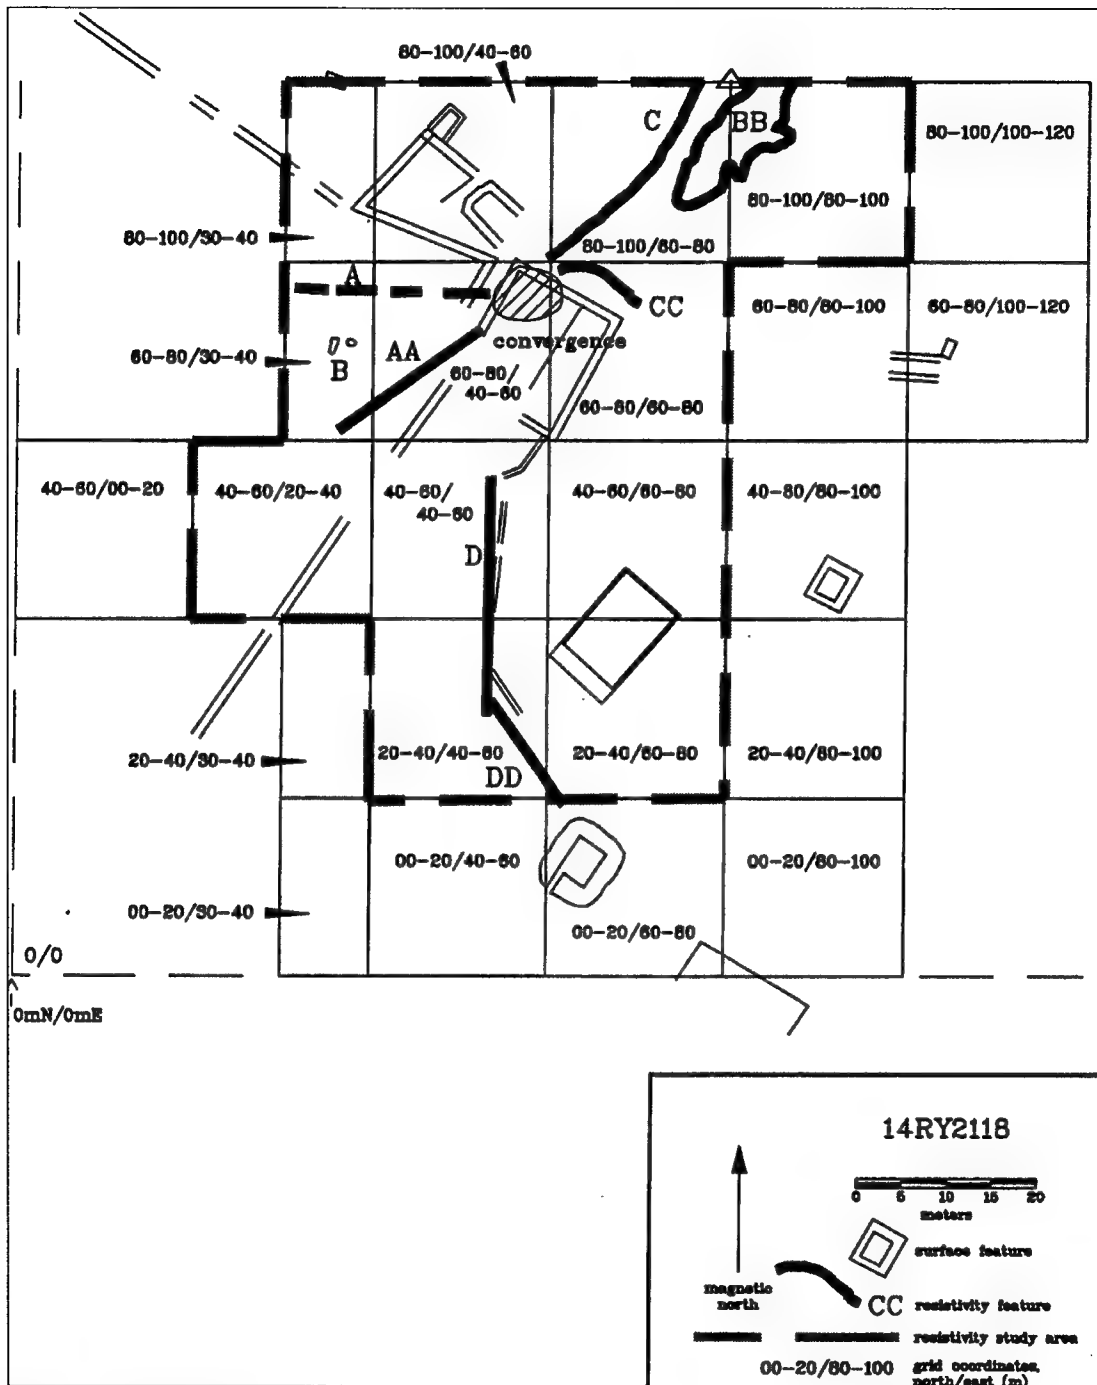 80-100/40-60
C
BB
80-100/100-120
80-100/80-100
80-100/30-40
80-100/60-80
A
CC
60-80/80-100
60-80/100-120
convergence
60-80/30-40
B
AA
60-80/
40-60
60-80/60-80
40-60/00-20
40-60/20-40
40-60/
40-60
40-60/60-80
40-60/80-100
D
20-40/30-40
20-40/40-60
20-40/60-80
20-40/80-100
DD
00-20/40-60
00-20/80-100
00-20/30-40
00-20/60-80
0/0
0mN/0mE
14RY2118
0 5 10 15 20
meters
surface feature
magnetic
north
CC resistivity feature
resistivity study area
00-20/80-100 grid coordinates,
north/east (m)